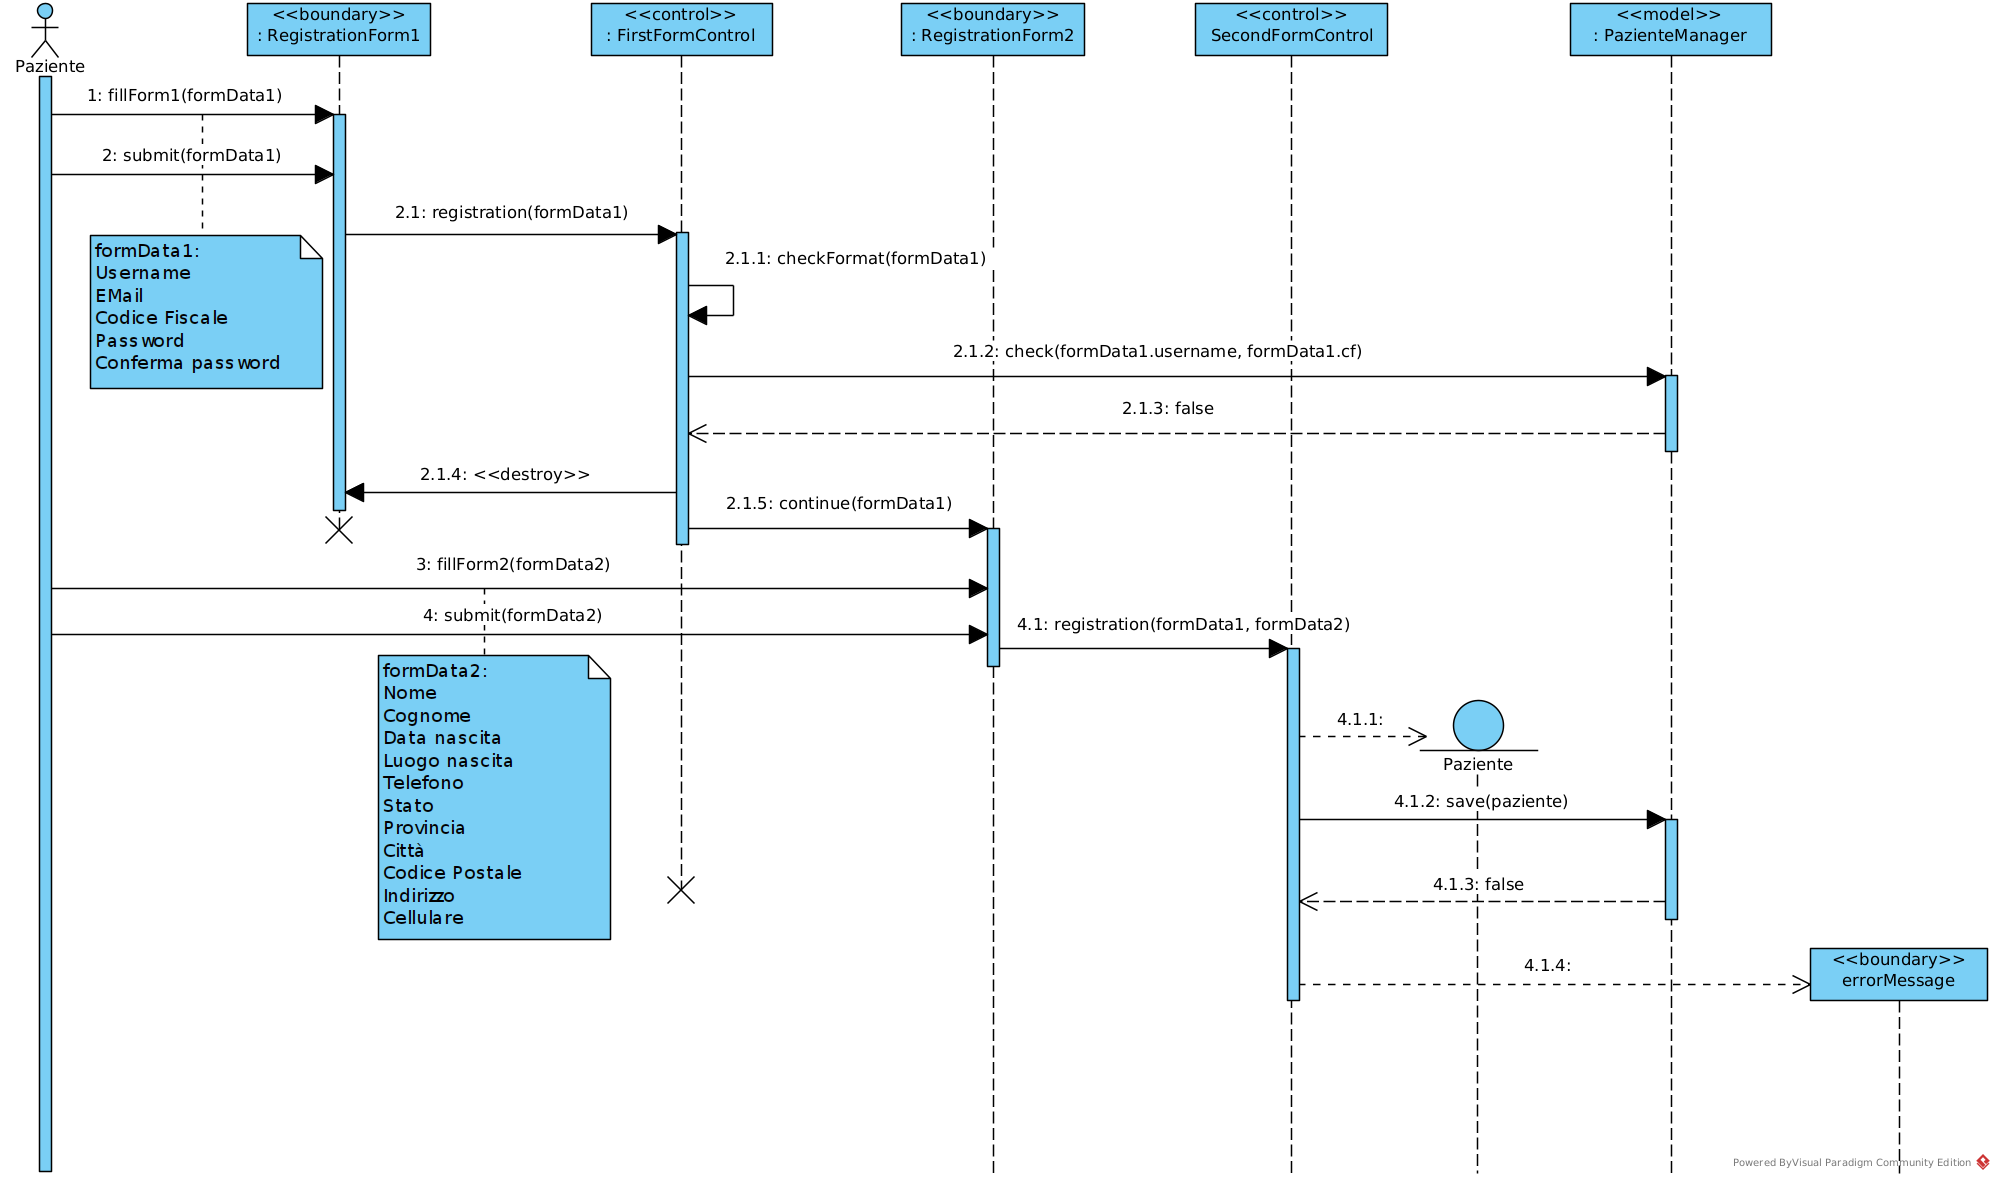 <<boundary>>
: RegistrationForm1
<<control>>
: FirstFormControl
<<boundary>>
: RegistrationForm2
<<control>>
SecondFormControl
<<model>>
: PazienteManager
Paziente
1: fillForm1(formData1)
2: submit(formData1)
2.1: registration(formData1)
formData1:
Username
EMail
Codice Fiscale
Password
Conferma password
2.1.1: checkFormat(formData1)
2.1.2: check(formData1.username, formData1.cf)
2.1.3: false
2.1.4: <<destroy>>
2.1.5: continue(formData1)
3: fillForm2(formData2)
4: submit(formData2)
4.1: registration(formData1, formData2)
formData2:
Nome
Cognome
Data nascita
Luogo nascita
Telefono
Stato
Provincia
Città
Codice Postale
Indirizzo
Cellulare
4.1.1:
Paziente
4.1.2: save(paziente)
4.1.3: false
4.1.4:
<<boundary>>
errorMessage
Powered ByVisual Paradigm Community Edition